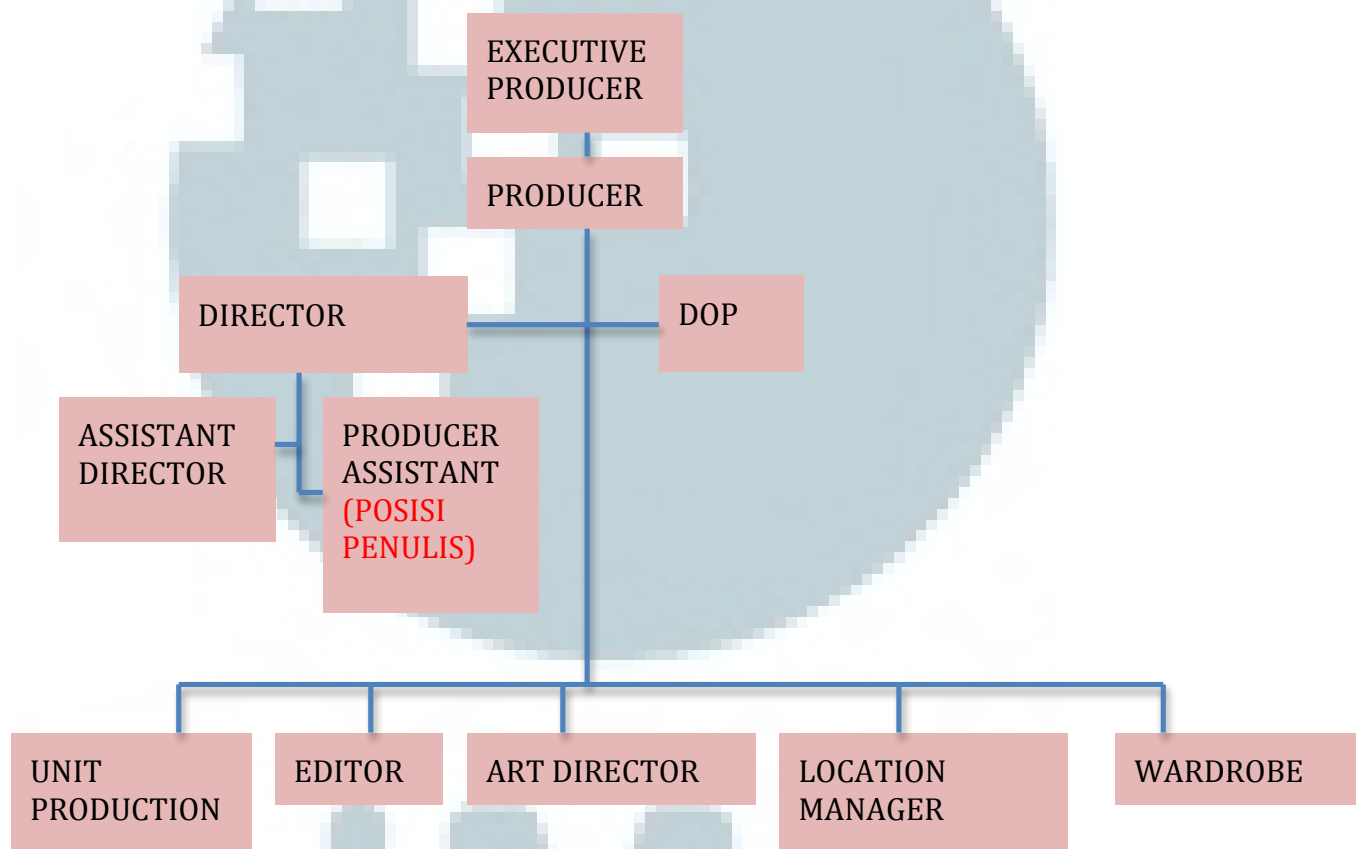 EXECUTIVE
PRODUCER
PRODUCER
DIRECTOR
DOP
ASSISTANT
DIRECTOR
PRODUCER
ASSISTANT
(POSISI
PENULIS)
UNIT
PRODUCTION
EDITOR
ART DIRECTOR
LOCATION
MANAGER
WARDROBE